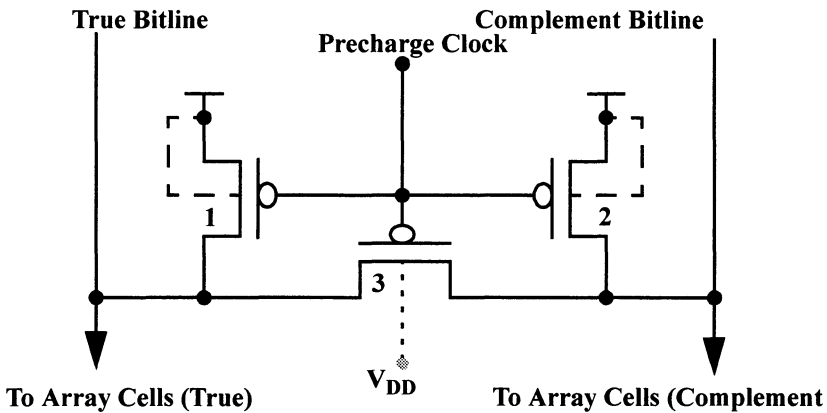 True Bitline
Complement Bitline
Precharge Clock
1
2
3
VDD
To Array Cells (True)
To Array Cells (Complement